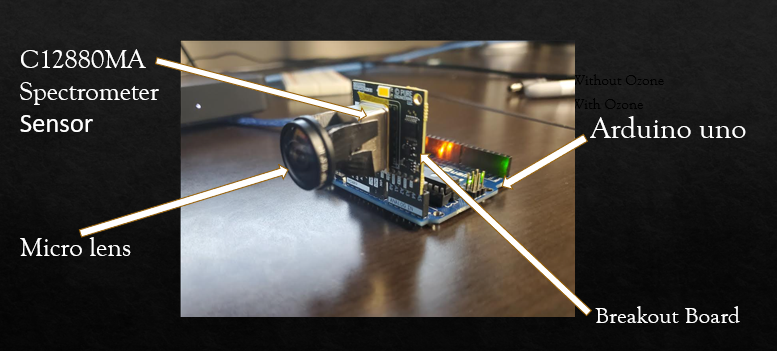 C12880MA
Spectrometer
Sensor
Without Ozone
With Ozone
Arduino uno
Micro lens
Breakout Board